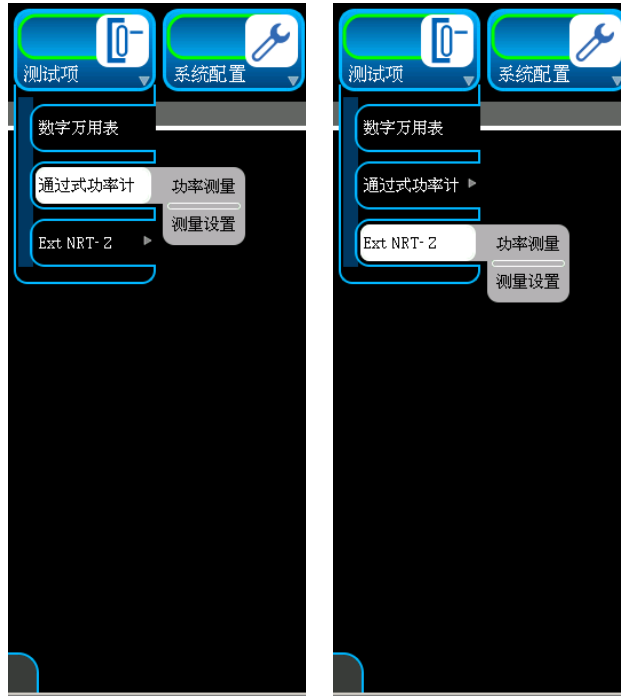 测试项
系统配置
数字万用表
通过式功率计
功率测量
测量设置
Ext NRT-Z
测试项
系统配置
数字万用表
通过式功率计
Ext NRT-Z
功率测量
测量设置